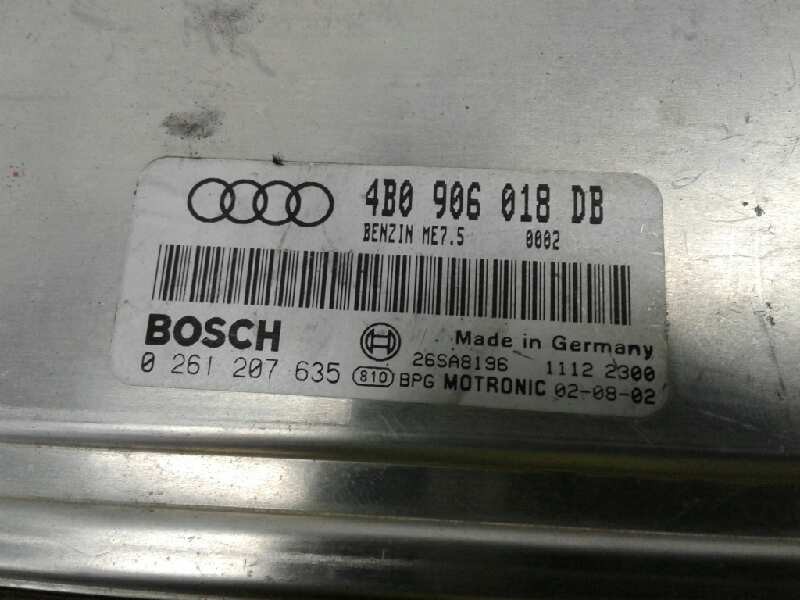 4B0 906 018 DB
BENZIN ME7.5 0002
BOSCH
Made in Germany
0 261 207 635
26SA8196 1112 2300
810 BPG MOTRONIC 02-08-02